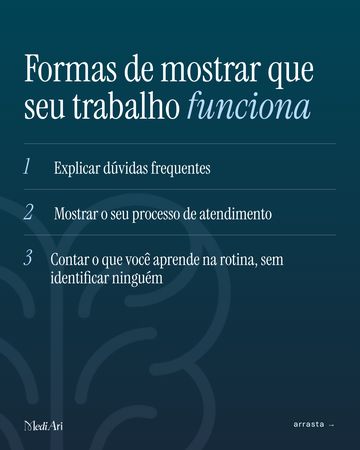 Formas de mostrar que
seu trabalho funciona
1 Explicar dúvidas frequentes
2 Mostrar o seu processo de atendimento
3 Contar o que você aprende na rotina, sem
identificar ninguém
MediAri
arrasta →